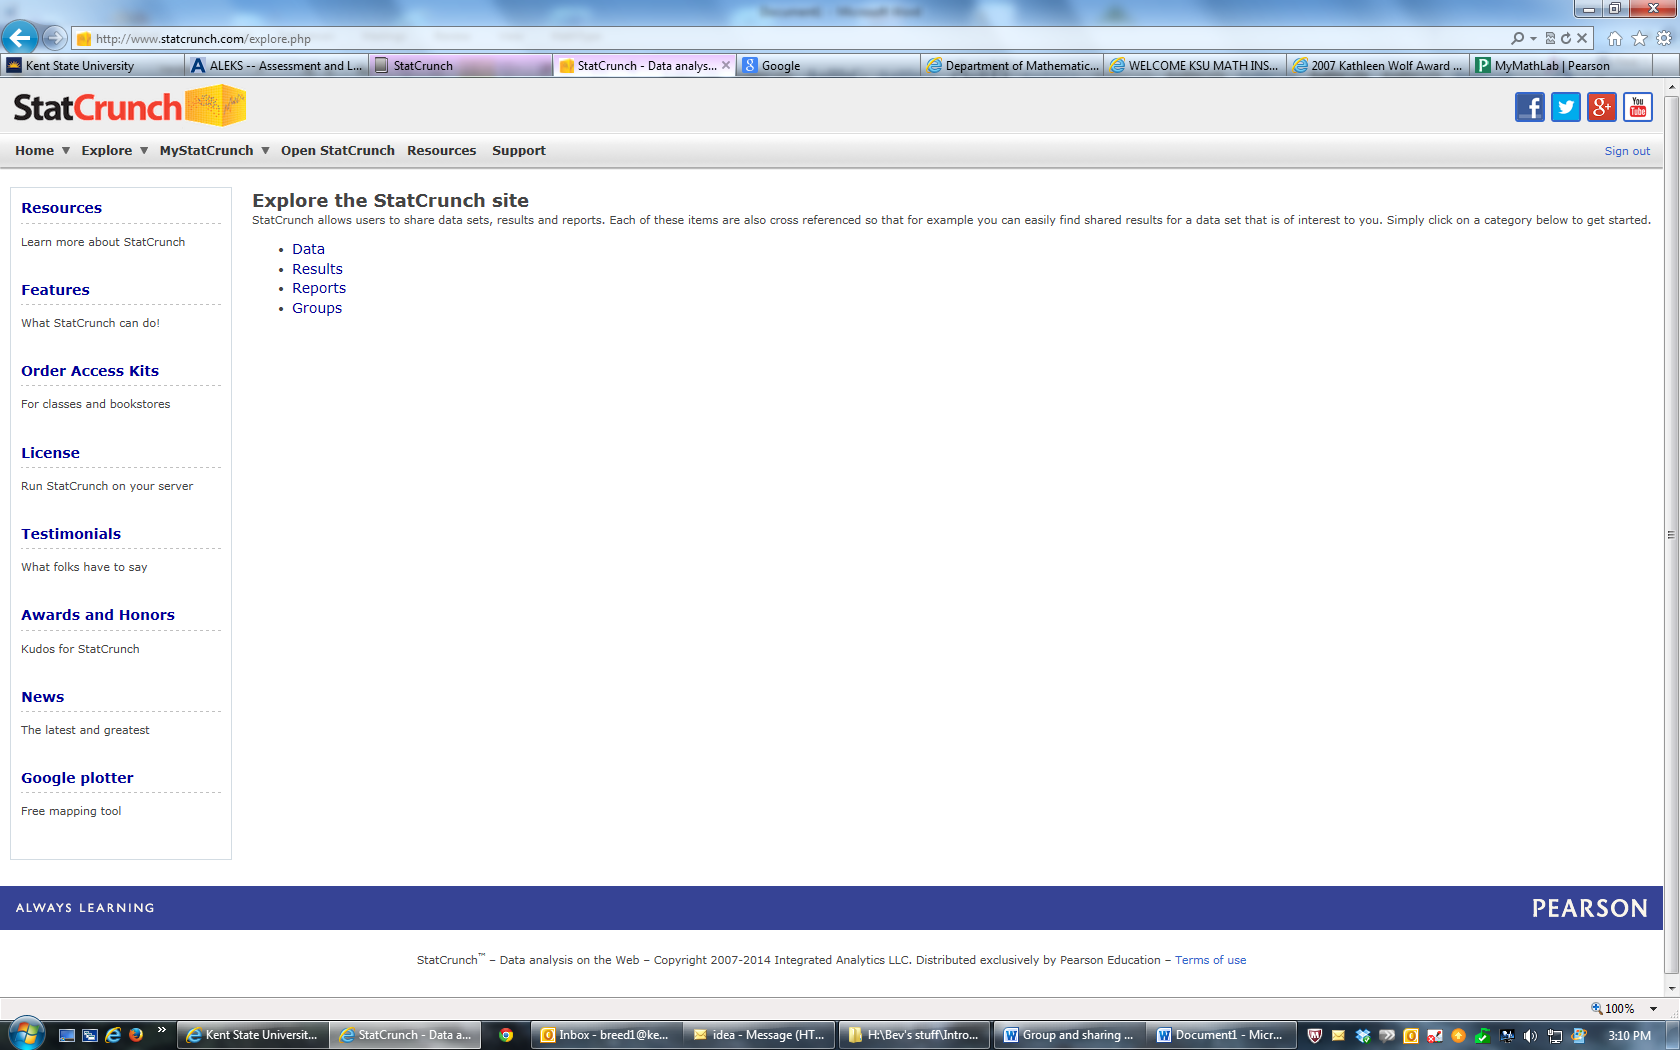 http://www.statcrunch.com/explore.php
Kent State University
ALEKS -- Assessment and L...
StatCrunch
StatCrunch - Data analys...
Google
Department of Mathematic...
WELCOME KSU MATH INS...
2007 Kathleen Wolf Award ...
MyMathLab | Pearson
StatCrunch
You Tube
Home Explore MyStatCrunch Open StatCrunch Resources Support Sign out
Resources
Learn more about StatCrunch
Features
What StatCrunch can do!
Order Access Kits
For classes and bookstores
License
Run StatCrunch on your server
Testimonials
What folks have to say
Awards and Honors
Kudos for StatCrunch
News
The latest and greatest
Google plotter
Free mapping tool
Explore the StatCrunch site
StatCrunch allows users to share data sets, results and reports. Each of these items are also cross referenced so that for example you can easily find shared results for a data set that is of interest to you. Simply click on a category below to get started.
• Data
• Results
• Reports
• Groups
ALWAYS LEARNING PEARSON
StatCrunch™ – Data analysis on the Web – Copyright 2007-2014 Integrated Analytics LLC. Distributed exclusively by Pearson Education – Terms of use
100%
Kent State Universit...
StatCrunch - Data a...
Inbox - breed1@ke...
idea - Message (HT...
H:\Bev's stuff\Intro...
Group and sharing ...
Document1 - Micr...
3:10 PM